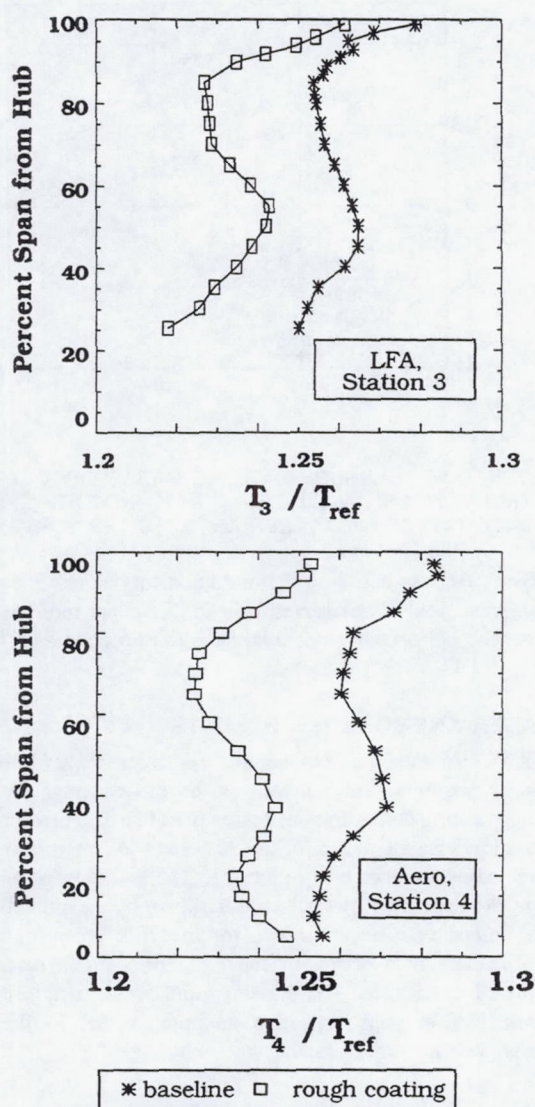 Percent Span from Hub
100
80
60
40
20
0
LFA,
Station 3
1.2 1.25 1.3
T3 / Tref
Percent Span from Hub
100
80
60
40
20
0
Aero,
Station 4
1.2 1.25 1.3
T4 / Tref
baseline rough coating